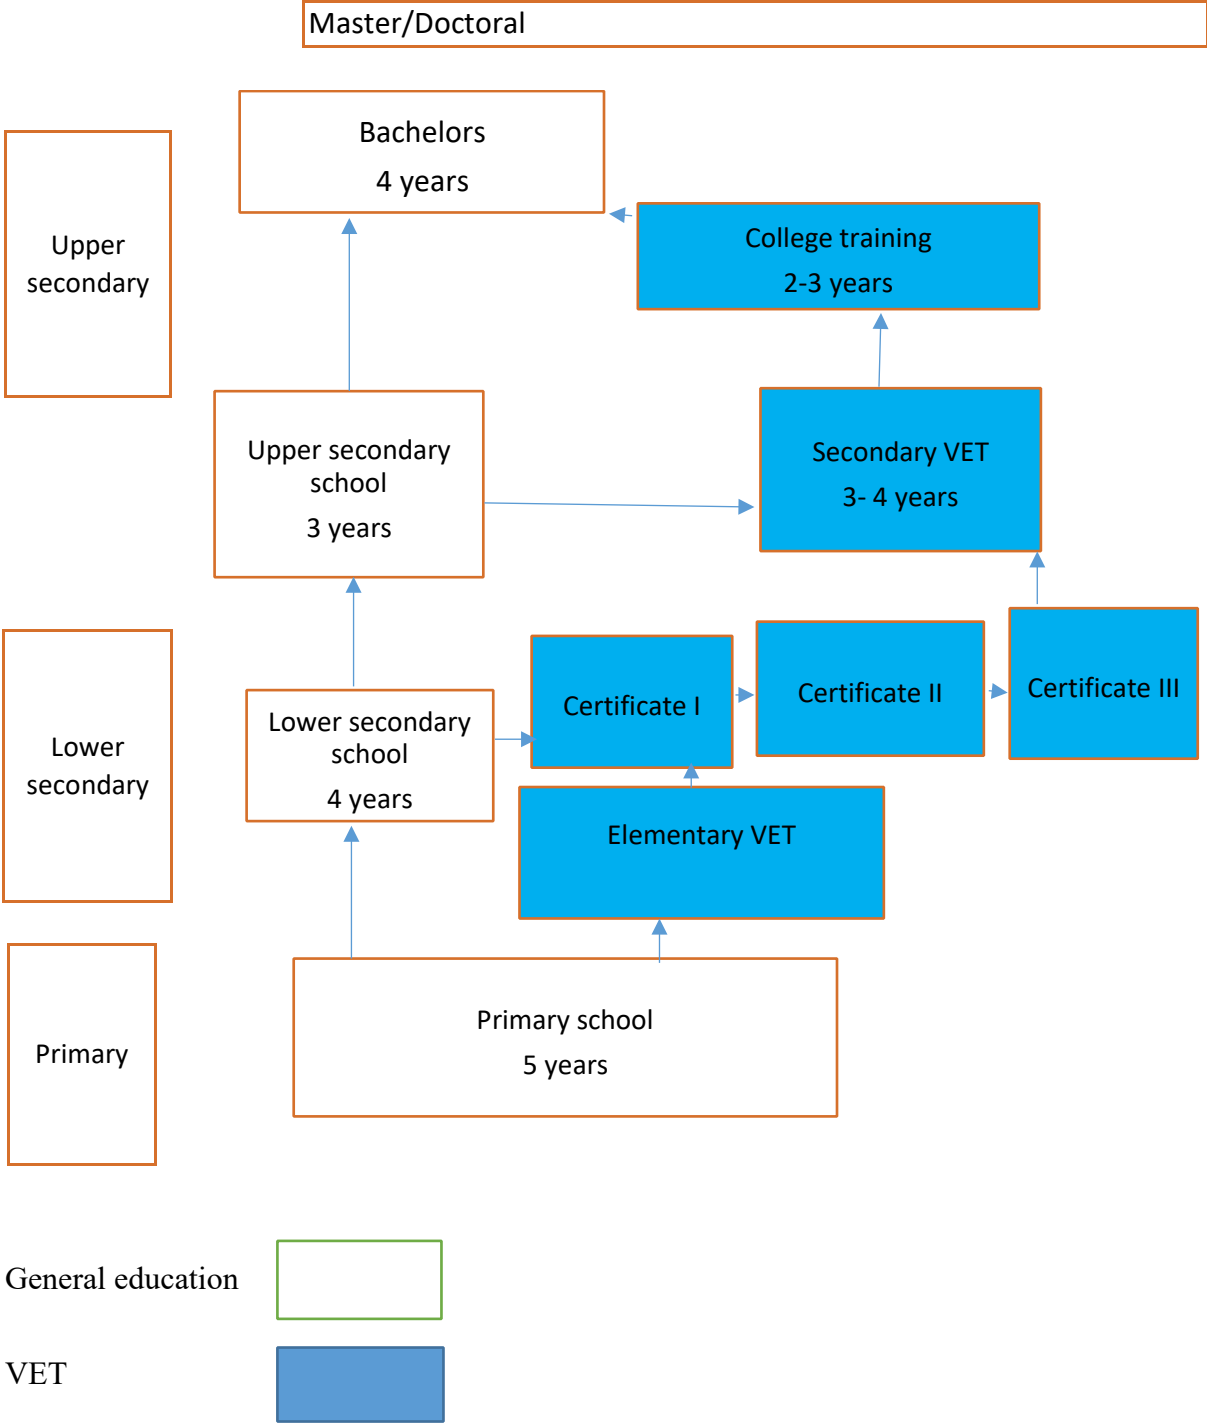 Master/Doctoral
Bachelors
4 years
Upper
secondary
College training
2-3 years
Upper secondary
school
3 years
Secondary VET
3- 4 years
Lower
secondary
Lower secondary
school
4 years
Certificate I
Certificate II
Certificate III
Elementary VET
Primary
Primary school
5 years
General education
VET